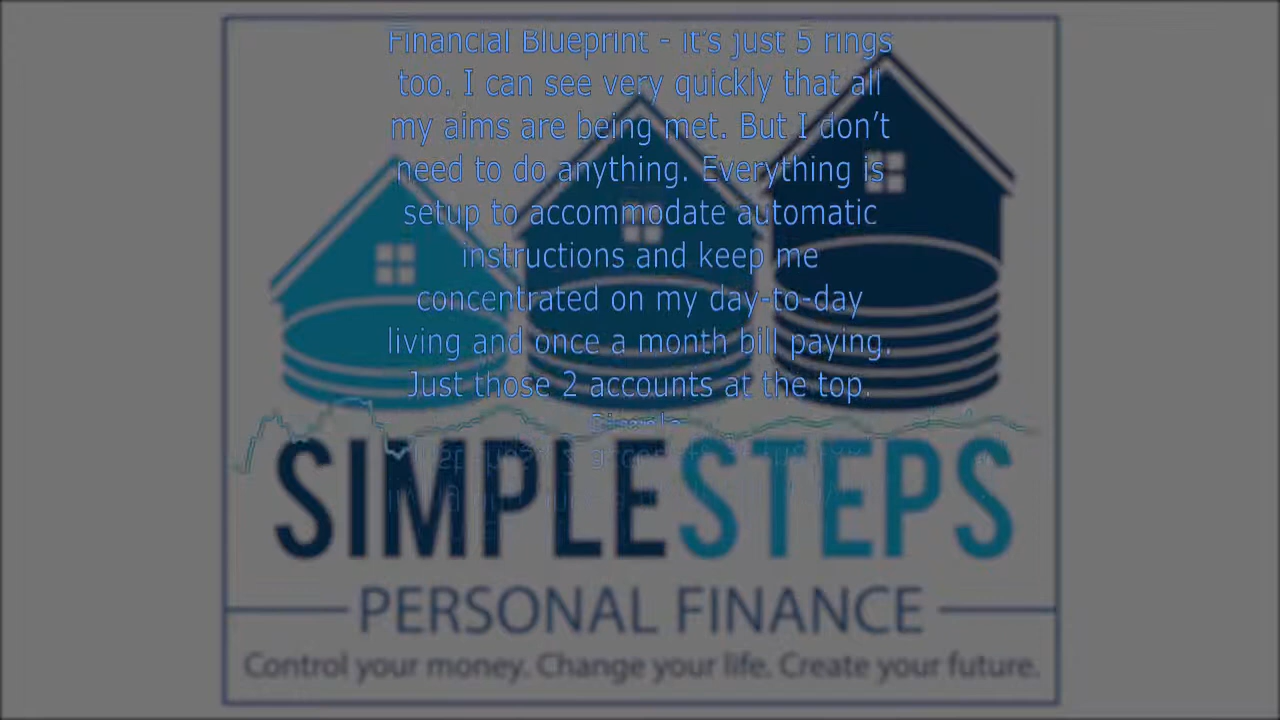 Financial Blueprint - it's just 5 rings
too. I can see very quickly that all
my aims are being met. But I don't
need to do anything. Everything is
setup to accommodate automatic
instructions and keep me
concentrated on my day-to-day
living and once a month bill paying.
Just those 2 accounts at the top.
SIMPLESTEPS
PERSONAL FINANCE
Control your money. Change your life. Create your future.